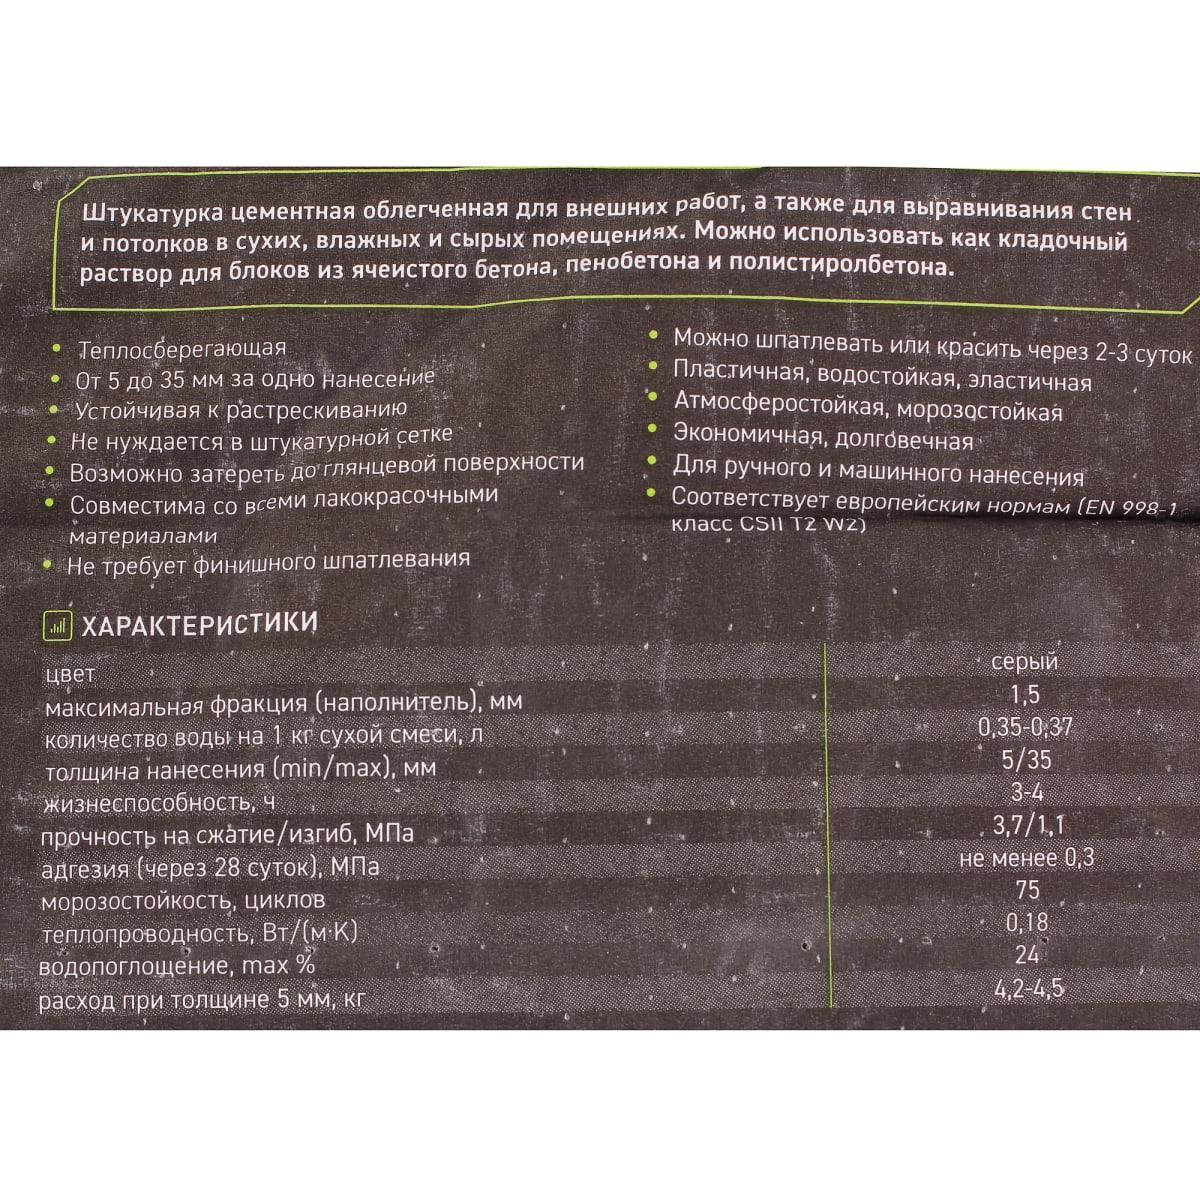 Штукатурка цементная облегченная для внешних работ, а также для выравнивания стен
и потолков в сухих, влажных и сырых помещениях. Можно использовать как кладочный
раствор для блоков из ячеистого бетона, пенобетона и полистиролбетона.
• Теплосберегающая
• От 5 до 35 мм за одно нанесение
• Устойчивая к растрескиванию
• Не нуждается в штукатурной сетке
• Возможно затереть до глянцевой поверхности
• Совместима со всеми лакокрасочными
материалами
• Не требует финишного шпатлевания
• Можно шпатлевать или красить через 2-3 суток
• Пластичная, водостойкая, эластичная
• Атмосферостойкая, морозостойкая
• Экономичная, долговечная
• Для ручного и машинного нанесения
• Соответствует европейским нормам (EN 998-1
класс CSII T2 W2)
ХАРАКТЕРИСТИКИ
цвет серый
максимальная фракция (наполнитель), мм 1,5
количество воды на 1 кг сухой смеси, л 0,35-0,37
толщина нанесения (min/max), мм 5/35
жизнеспособность, ч 3-4
прочность на сжатие/изгиб, МПа 3,7/1,1
адгезия (через 28 суток), МПа не менее 0,3
морозостойкость, циклов 75
теплопроводность, Вт/(м·К) 0,18
водопоглощение, max % 24
расход при толщине 5 мм, кг 4,2-4,5